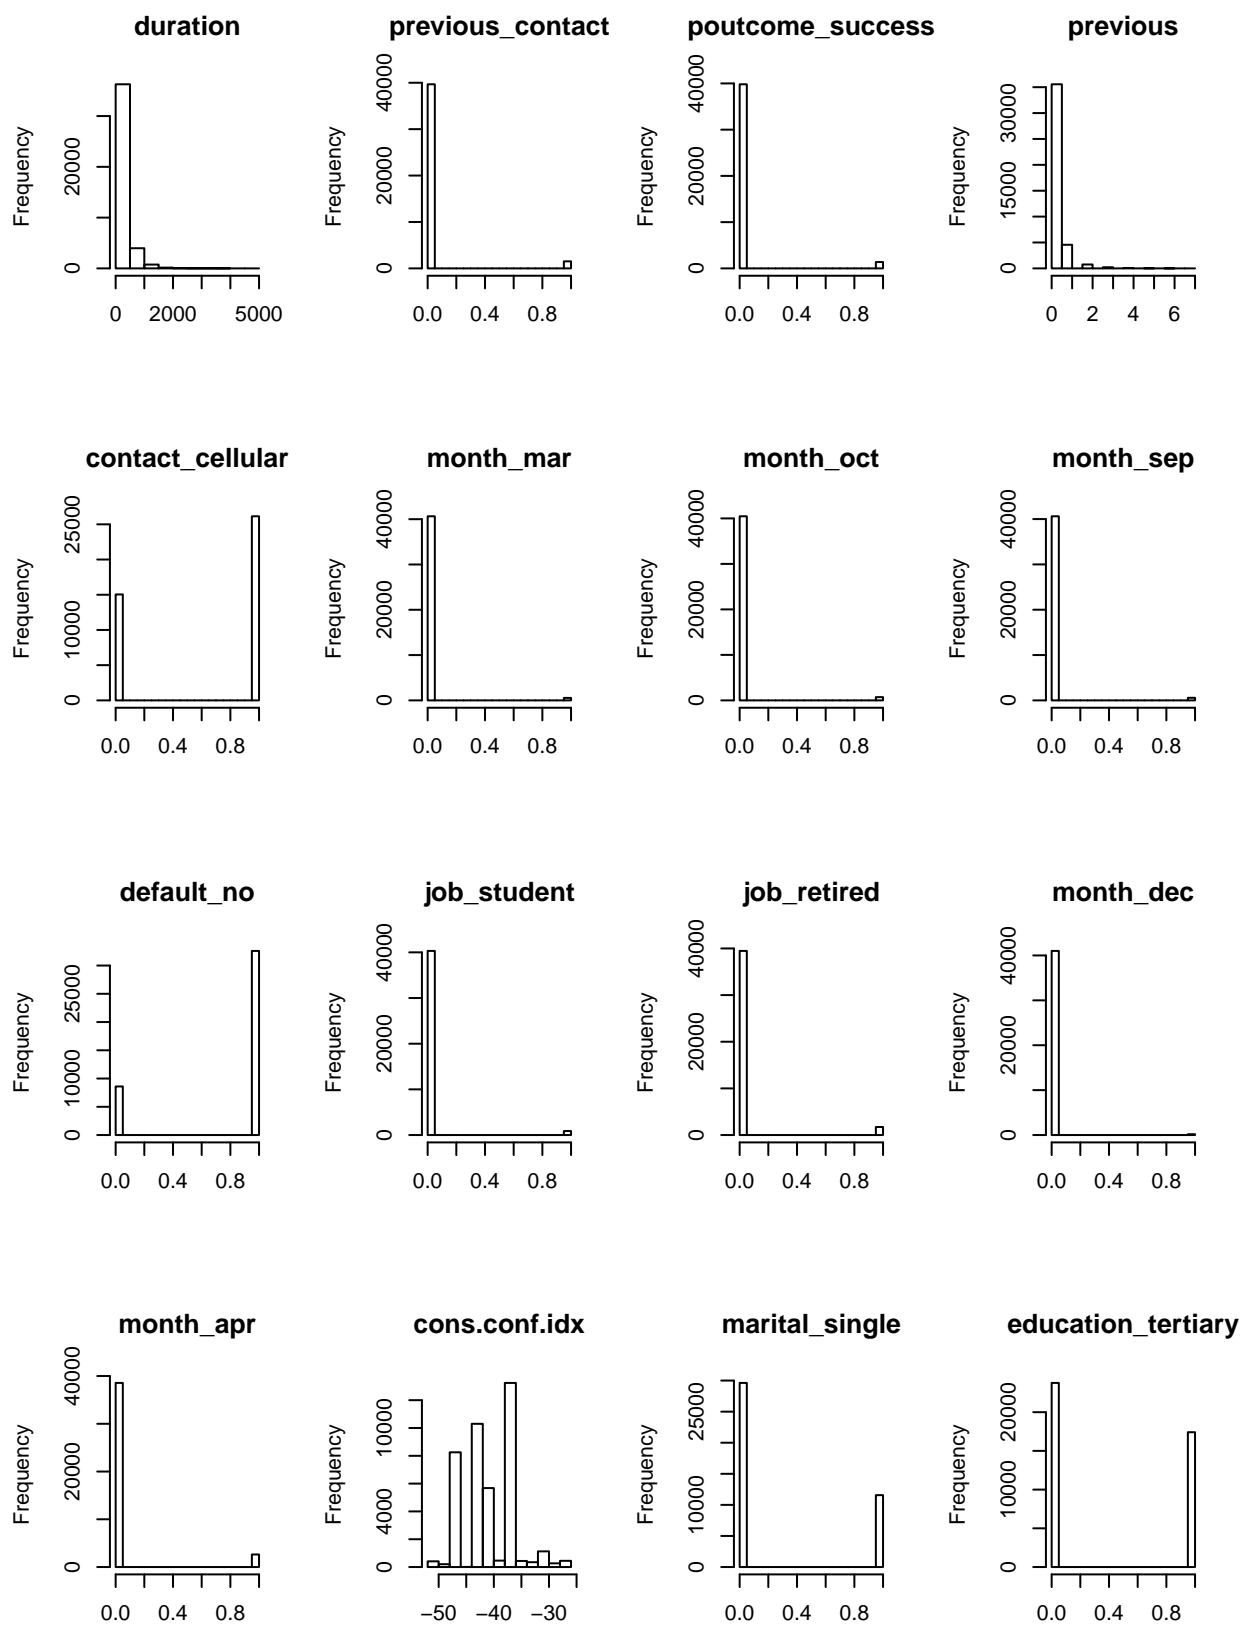 duration previous_contact poutcome_success previous
Frequency 0 20000 Frequency 0 20000 40000 Frequency 0 20000 40000 Frequency 0 15000 30000
0 2000 5000 0.0 0.4 0.8 0.0 0.4 0.8 0 2 4 6
contact_cellular month_mar month_oct month_sep
Frequency 0 10000 25000 Frequency 0 20000 40000 Frequency 0 20000 40000 Frequency 0 20000 40000
0.0 0.4 0.8 0.0 0.4 0.8 0.0 0.4 0.8 0.0 0.4 0.8
default_no job_student job_retired month_dec
Frequency 0 10000 25000 Frequency 0 20000 40000 Frequency 0 20000 40000 Frequency 0 20000 40000
0.0 0.4 0.8 0.0 0.4 0.8 0.0 0.4 0.8 0.0 0.4 0.8
month_apr cons.conf.idx marital_single education_tertiary
Frequency 0 20000 40000 Frequency 0 4000 10000 Frequency 0 10000 25000 Frequency 0 10000 20000
0.0 0.4 0.8 −50 −40 −30 0.0 0.4 0.8 0.0 0.4 0.8